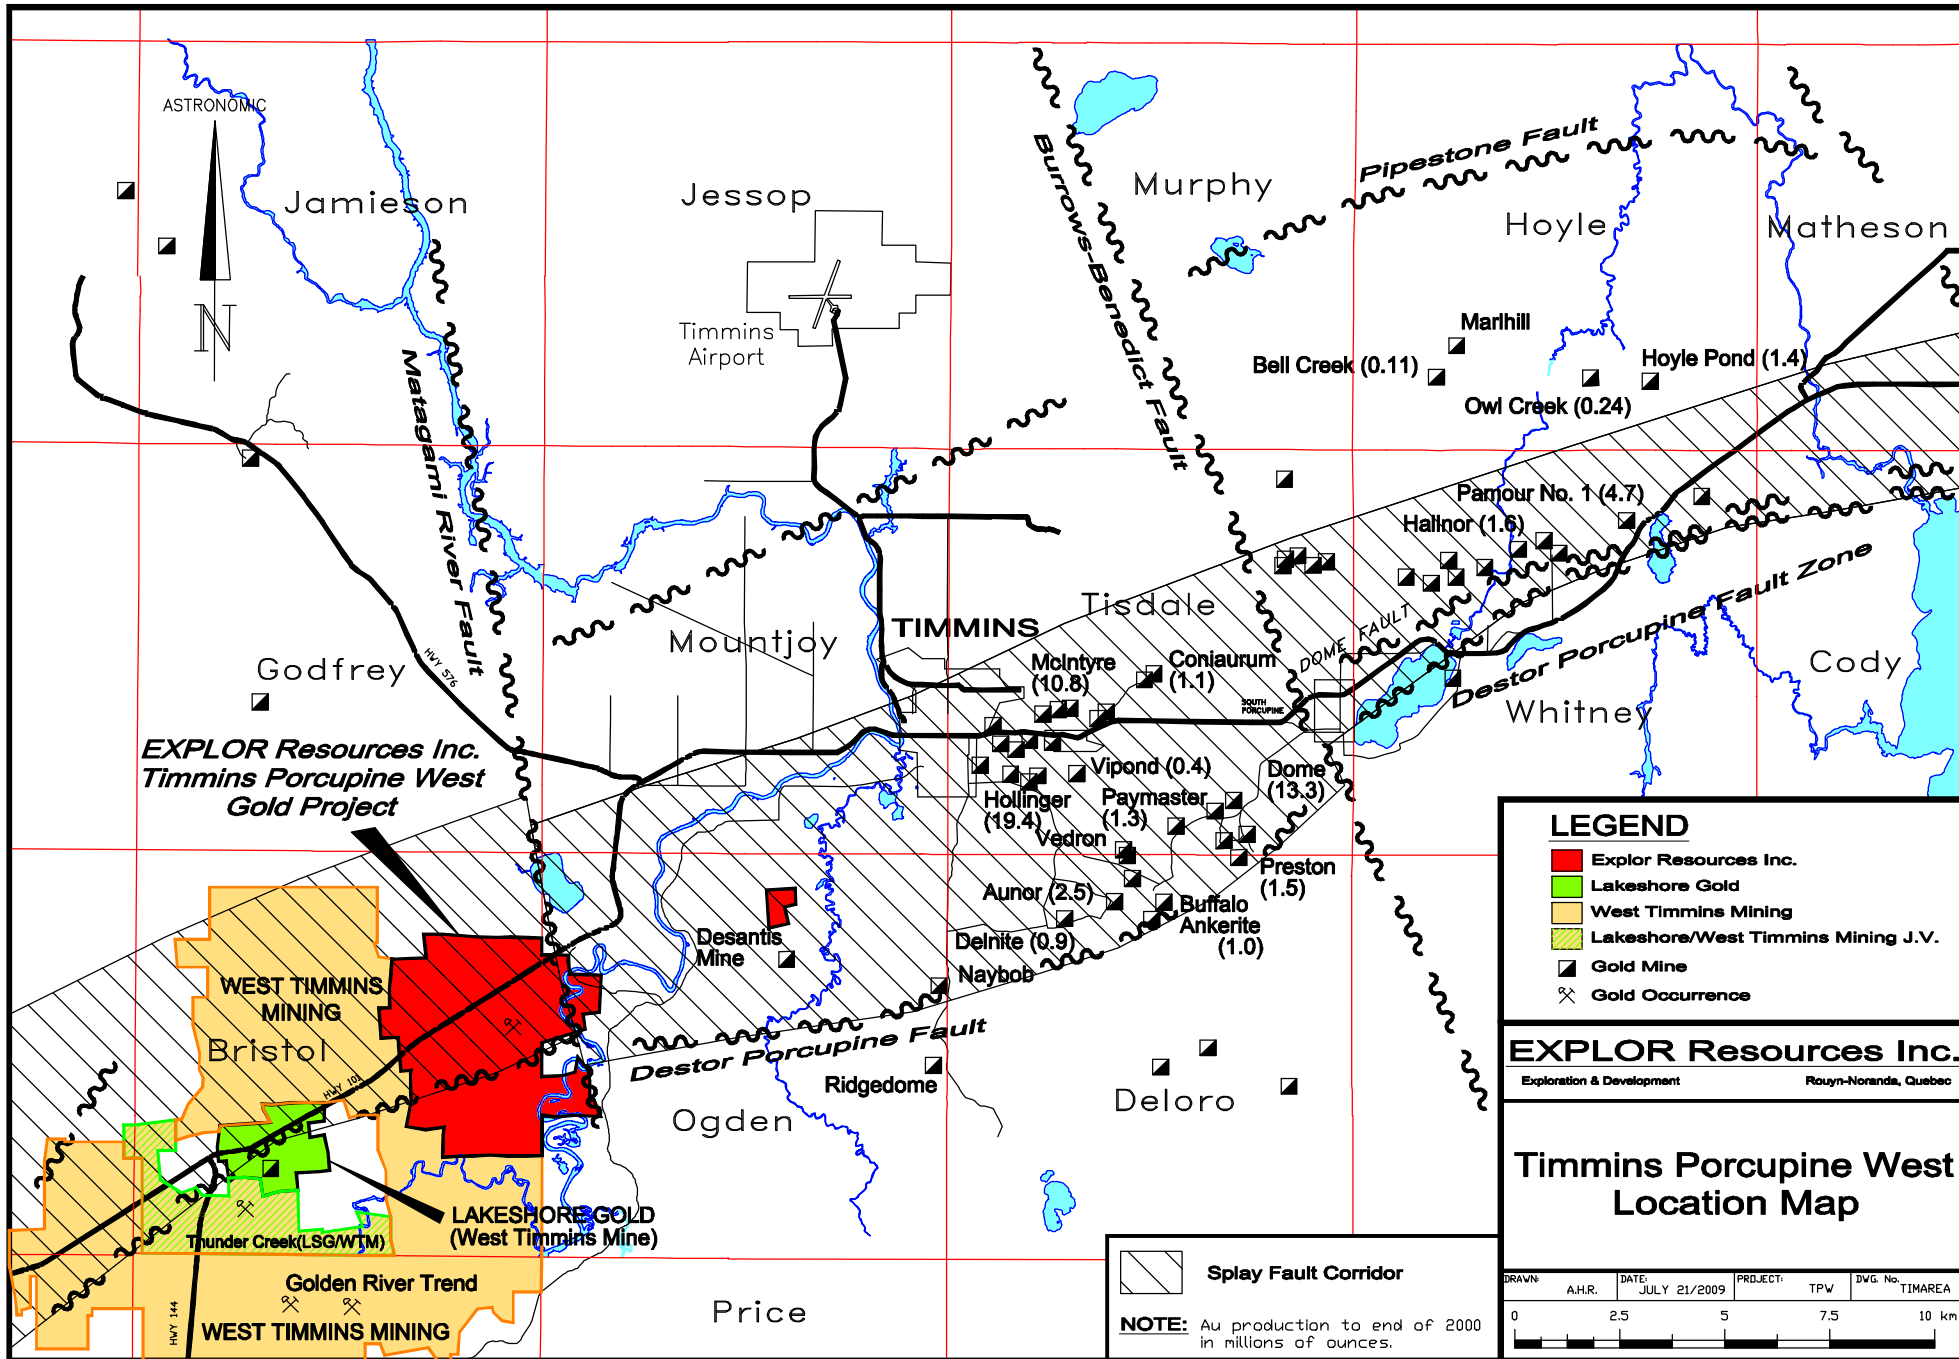 ASTRONOMIC
N
Jamieson
Jessop
Murphy
Pipestone Fault
Hoyle
Matheson
Timmins
Airport
Burrows-Benedict Fault
Matagami River Fault
Marlhill
Bell Creek (0.11)
Hoyle Pond (1.4)
Owl Creek (0.24)
Pamour No. 1 (4.7)
Hallnor (1.6)
Tisdale
TIMMINS
Mountjoy
Godfrey
HWY 576
McIntyre
(10.8)
Coniaurum
(1.1)
DOME FAULT
SOUTH
PORCUPINE
Destor Porcupine Fault Zone
Cody
Whitney
EXPLOR Resources Inc.
Timmins Porcupine West
Gold Project
Vipond (0.4)
Dome
(13.3)
Hollinger
(19.4)
Paymaster
(1.3)
Vedron
Preston
(1.5)
Aunor (2.5)
Buffalo
Ankerite
(1.0)
Delnite (0.9)
Desantis
Mine
Naybob
WEST TIMMINS
MINING
Bristol
HWY 101
Destor Porcupine Fault
Ridgedome
Ogden
Deloro
LAKESHORE GOLD
(West Timmins Mine)
Thunder Creek(LSG/WTM)
Golden River Trend
WEST TIMMINS MINING
HWY 144
Price
LEGEND
Explor Resources Inc.
Lakeshore Gold
West Timmins Mining
Lakeshore/West Timmins Mining J.V.
Gold Mine
Gold Occurrence
EXPLOR Resources Inc.
Exploration & Development Rouyn-Noranda, Quebec
Timmins Porcupine West
Location Map
DRAWN: A.H.R. DATE: JULY 21/2009 PROJECT: TPW DWG. No. TIMAREA
0 2.5 5 7.5 10 km
Splay Fault Corridor
NOTE: Au production to end of 2000
in millions of ounces.